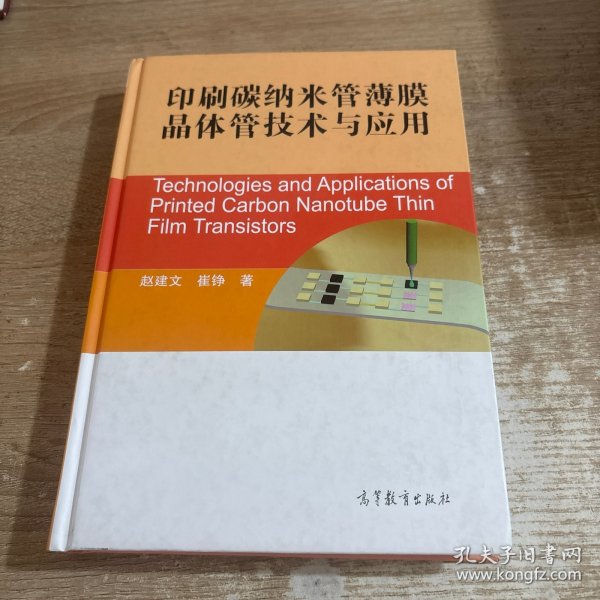 印刷碳纳米管薄膜
晶体管技术与应用
Technologies and Applications of
Printed Carbon Nanotube Thin
Film Transistors
赵建文 崔铮 著
高等教育出版社
孔夫子旧书网
www.kongfz.com